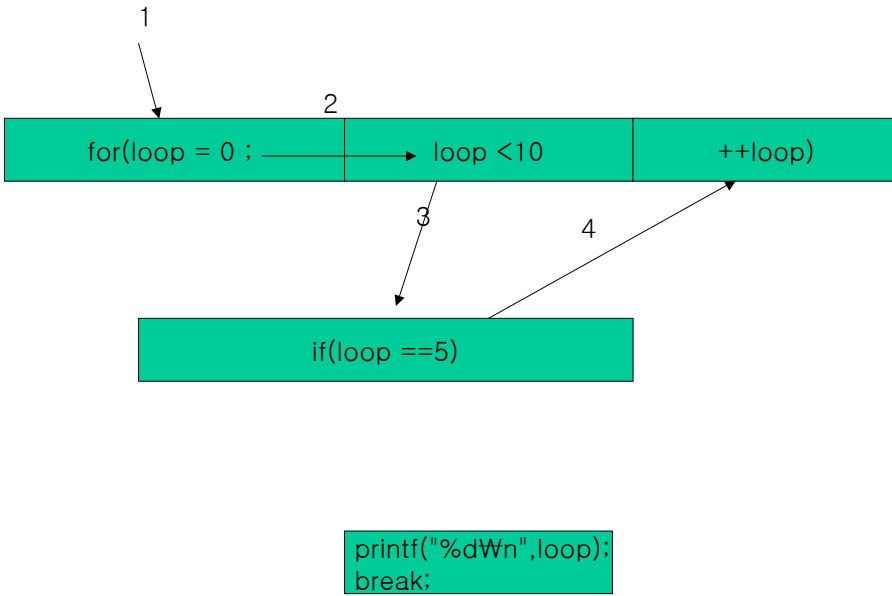 1
2
for(loop = 0 ; loop <10 ++loop)
3
4
if(loop ==5)
printf("%d₩n",loop);
break;